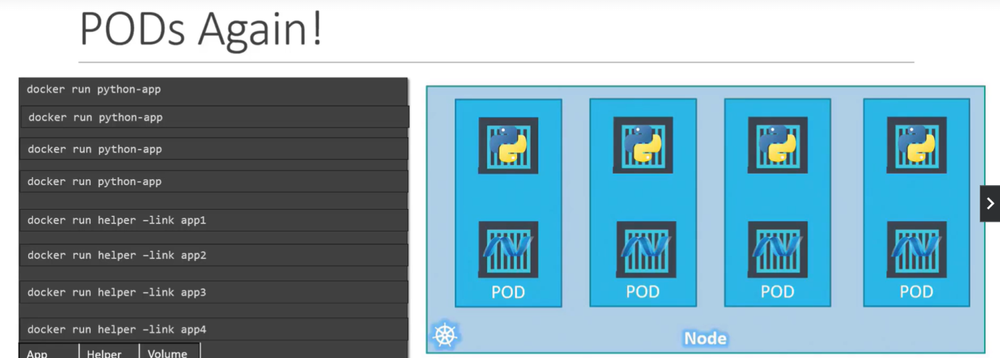 PODs Again!
docker run python-app
docker run python-app
docker run python-app
docker run python-app
docker run helper –link app1
docker run helper –link app2
docker run helper –link app3
docker run helper –link app4
App Helper Volume
POD POD POD POD
Node